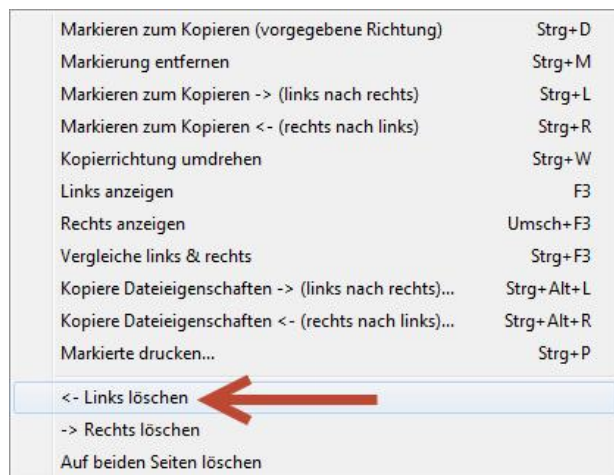 Markieren zum Kopieren (vorgegebene Richtung) Strg+D
Markierung entfernen Strg+M
Markieren zum Kopieren -> (links nach rechts) Strg+L
Markieren zum Kopieren <- (rechts nach links) Strg+R
Kopierrichtung umdrehen Strg+W
Links anzeigen F3
Rechts anzeigen Umsch+F3
Vergleiche links & rechts Strg+F3
Kopiere Dateieigenschaften -> (links nach rechts)... Strg+Alt+L
Kopiere Dateieigenschaften <- (rechts nach links)... Strg+Alt+R
Markierte drucken... Strg+P
<- Links löschen
-> Rechts löschen
Auf beiden Seiten löschen